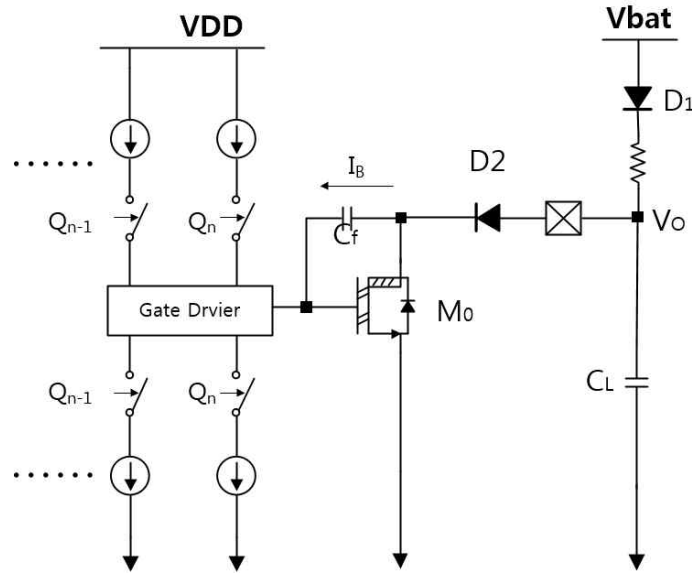 VDD
Vbat
D1
D2
IB
......
Qn-1
Qn
Cf
VO
Gate Drvier
M0
Qn-1
Qn
CL
......